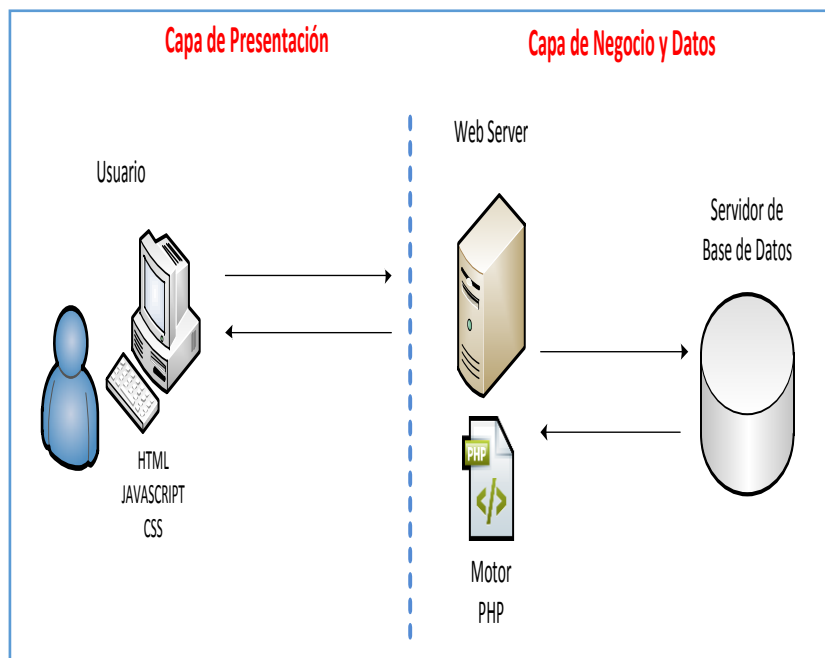 Capa de Presentación
Capa de Negocio y Datos
Usuario
HTML
JAVASCRIPT
CSS
Web Server
PHP
</>
Motor
PHP
Servidor de
Base de Datos